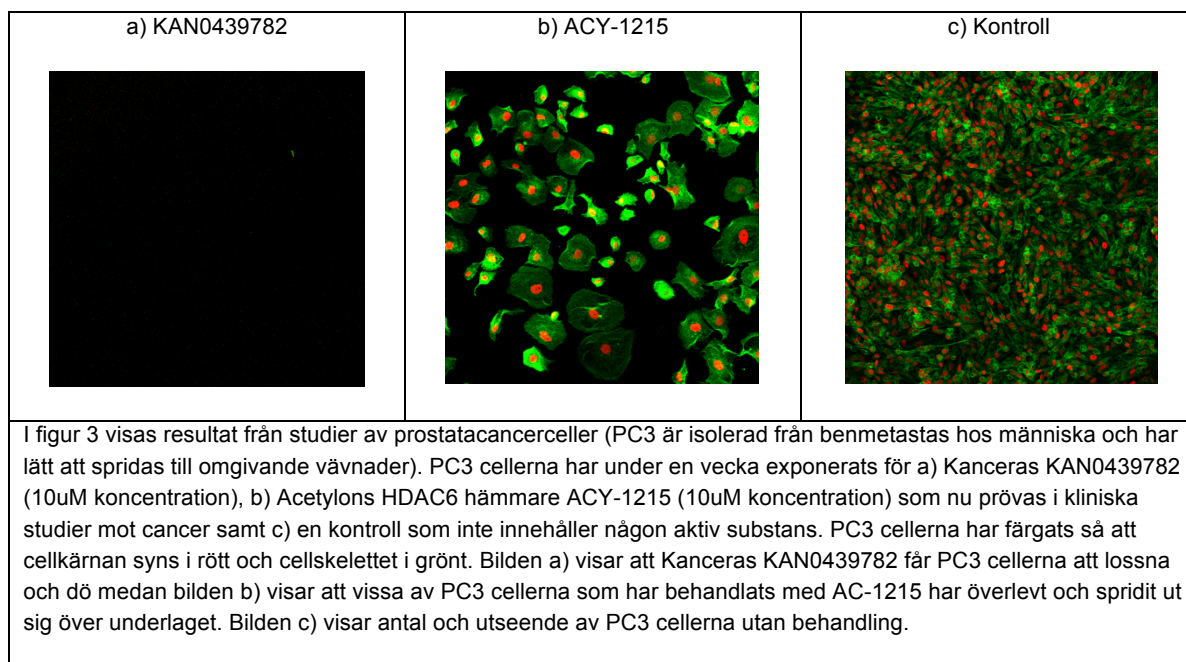 a) KAN0439782
b) ACY-1215
c) Kontroll
I figur 3 visas resultat från studier av prostatacancerceller (PC3 är isolerad från benmetastas hos människa och har
lätt att spridas till omgivande vävnader). PC3 cellerna har under en vecka exponerats för a) Kanceras KAN0439782
(10uM koncentration), b) Acetylons HDAC6 hämmare ACY-1215 (10uM koncentration) som nu prövas i kliniska
studier mot cancer samt c) en kontroll som inte innehåller någon aktiv substans. PC3 cellerna har färgats så att
cellkärnan syns i rött och cellskelettet i grönt. Bilden a) visar att Kanceras KAN0439782 får PC3 cellerna att lossna
och dö medan bilden b) visar att vissa av PC3 cellerna som har behandlats med AC-1215 har överlevt och spridit ut
sig över underlaget. Bilden c) visar antal och utseende av PC3 cellerna utan behandling.